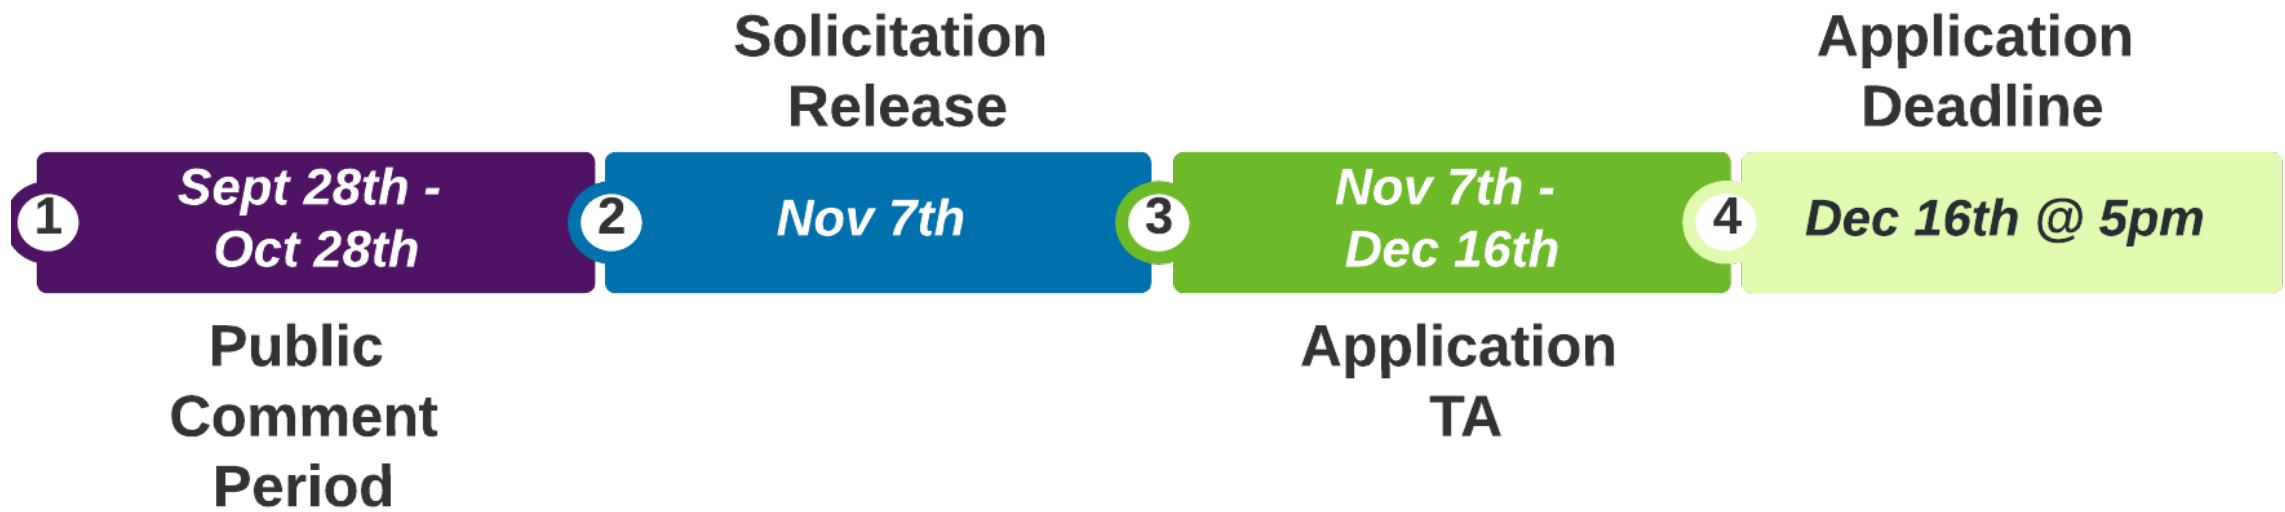 1
Sept 28th -
Oct 28th
Public
Comment
Period
Solicitation
Release
2
Nov 7th
3
Nov 7th -
Dec 16th
Application
TA
Application
Deadline
4
Dec 16th @ 5pm